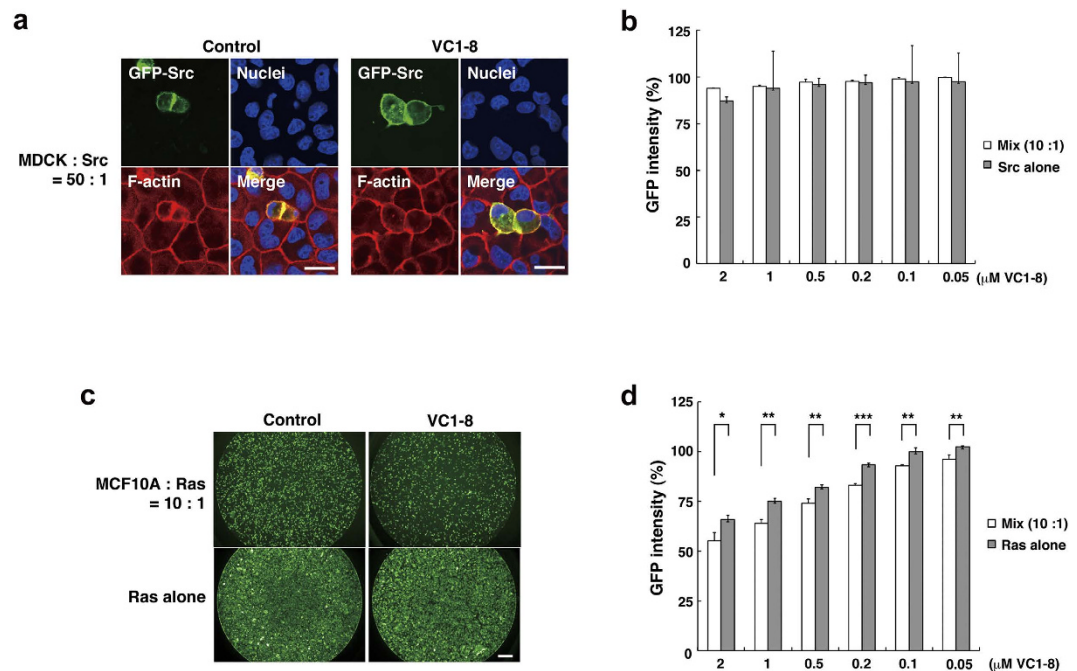 a
Control
VC1-8
GFP-Src
Nuclei
GFP-Src
Nuclei
MDCK : Src
= 50 : 1
F-actin
Merge
F-actin
Merge
b
125
100
75
50
25
0
GFP intensity (%)
Mix (10 :1)
Src alone
2 1 0.5 0.2 0.1 0.05 (μM VC1-8)
c
Control
VC1-8
MCF10A : Ras
= 10 : 1
Ras alone
d
125
100
75
50
25
0
GFP intensity (%)
* ** ** *** ** **
Mix (10 :1)
Ras alone
2 1 0.5 0.2 0.1 0.05 (μM VC1-8)